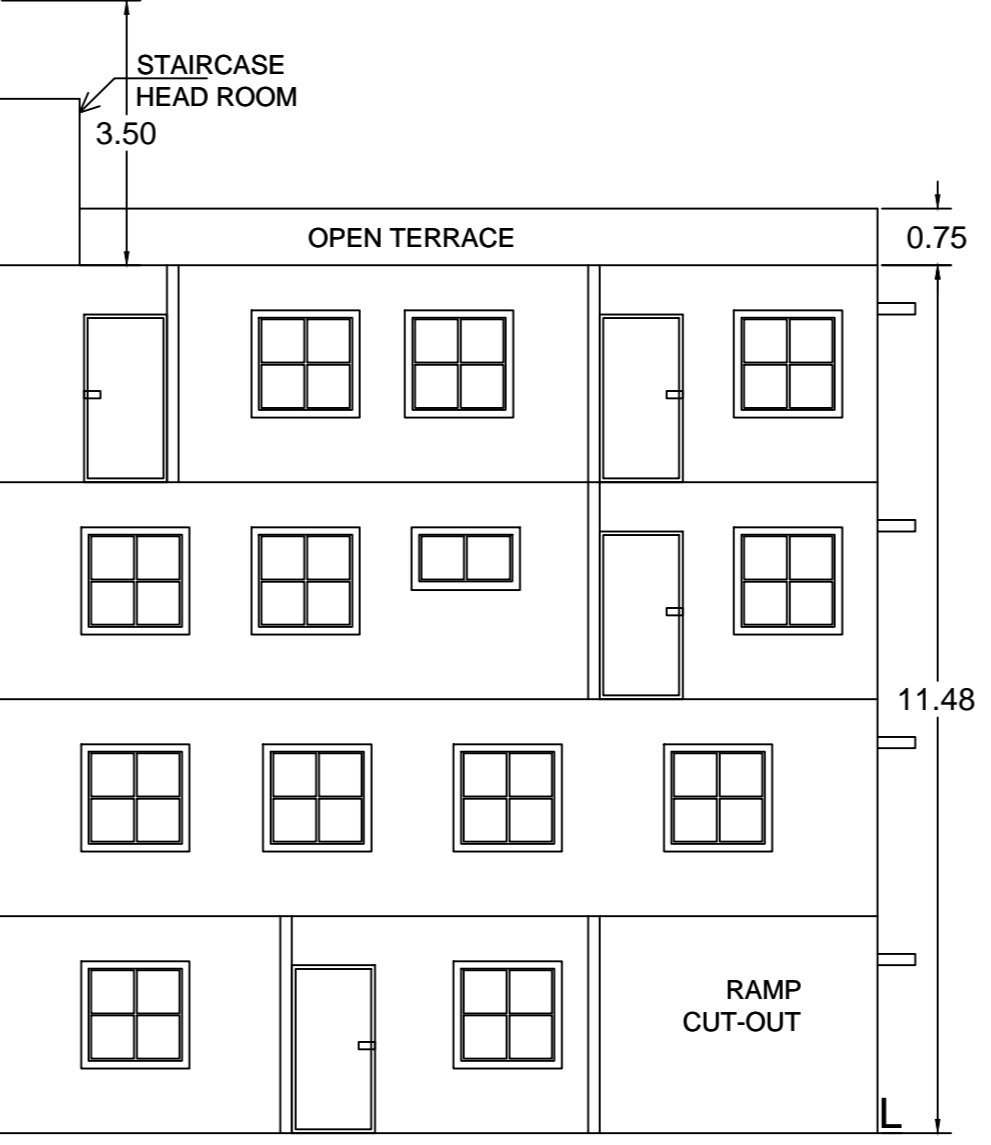 STAIRCASE
HEAD ROOM
3.50
OPEN TERRACE
0.75
11.48
RAMP
CUT-OUT
L